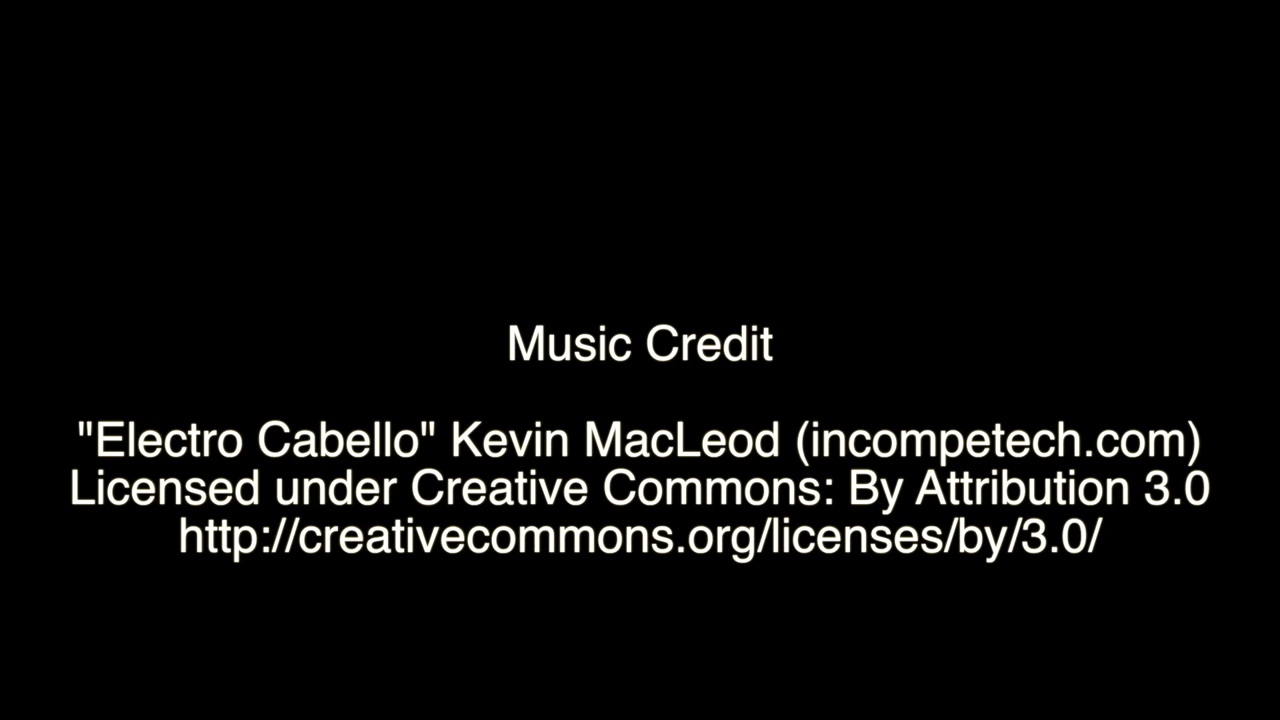 Music Credit
"Electro Cabello" Kevin MacLeod (incompetech.com)
Licensed under Creative Commons: By Attribution 3.0
http://creativecommons.org/licenses/by/3.0/